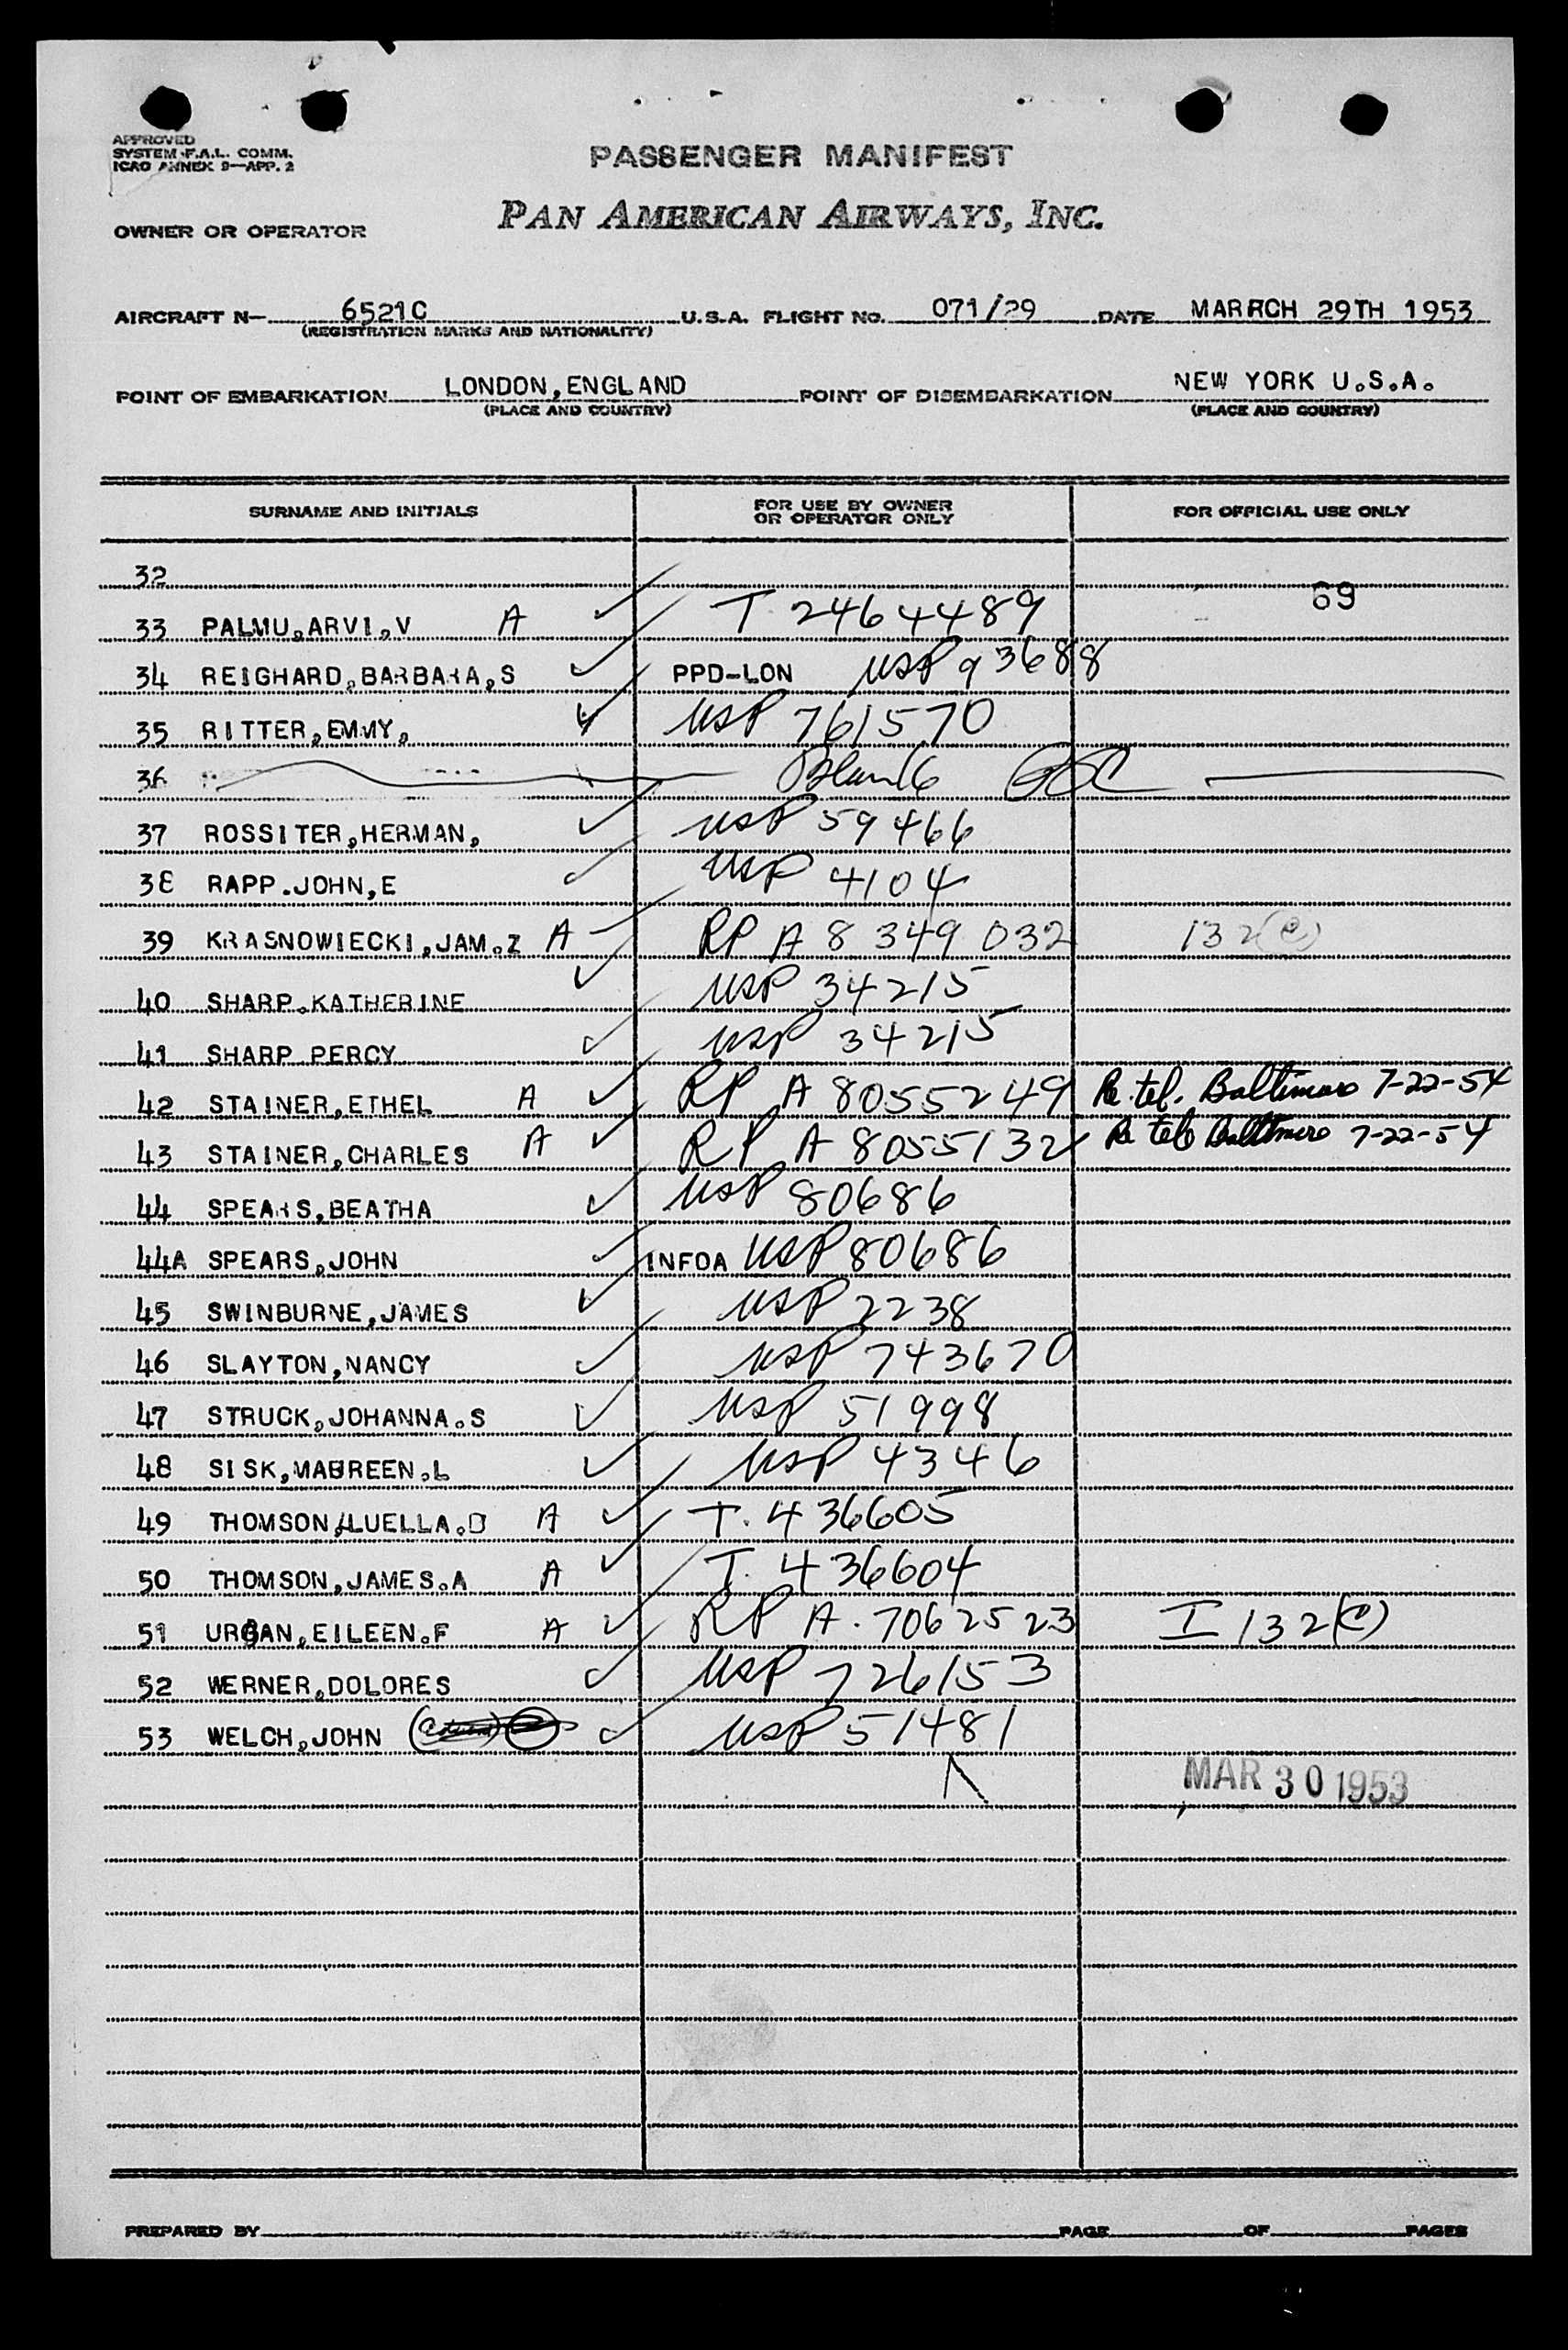 APPROVED
SYSTEM F.A.L. COMM.
ICAO ANNEX 9—APP. 2
PASSENGER MANIFEST
OWNER OR OPERATOR PAN AMERICAN AIRWAYS, INC.
AIRCRAFT N— 6521C U.S.A. FLIGHT NO. 071/29 DATE MARRCH 29TH 1953
(REGISTRATION MARKS AND NATIONALITY)
POINT OF EMBARKATION LONDON,ENGLAND POINT OF DISEMBARKATION NEW YORK U.S.A.
(PLACE AND COUNTRY) (PLACE AND COUNTRY)
SURNAME AND INITIALS FOR USE BY OWNER OR OPERATOR ONLY FOR OFFICIAL USE ONLY
32
33 PALMU,ARVI,V A ✓ T. 2464489 69
34 REIGHARD,BARBARA,S ✓ PPD-LON USP 93688
35 RITTER,EMMY, ✓ USP 761570
36 Blank
37 ROSSITER,HERMAN, ✓ USP 59466
38 RAPP.JOHN,E ✓ USP 4104
39 KRASNOWIECKI,JAM.Z A ✓ RP A 8 349 032 132(e)
40 SHARP.KATHERINE ✓ USP 34215
41 SHARP PERCY ✓ USP 34215
42 STAINER,ETHEL A ✓ RP A 8055249 Re. tel. Baltimore 7-22-54
43 STAINER,CHARLES A ✓ RP A 8055132 Re tel Baltimore 7-22-54
44 SPEARS,BEATHA ✓ USP 80686
44A SPEARS,JOHN ✓ INFOA USP 80686
45 SWINBURNE,JAMES ✓ USP 2238
46 SLAYTON,NANCY ✓ USP 743670
47 STRUCK,JOHANNA.S ✓ USP 51998
48 SISK,MABREEN.L ✓ USP 4346
49 THOMSON,LUELLA.D A ✓ T. 436605
50 THOMSON,JAMES.A A ✓ T. 436604
51 URBAN,EILEEN.F A ✓ RP A. 7062523 I 132(e)
52 WERNER,DOLORES ✓ USP 726153
53 WELCH,JOHN ✓ USP 51481
MAR 30 1953
PREPARED BY PAGE OF PAGES